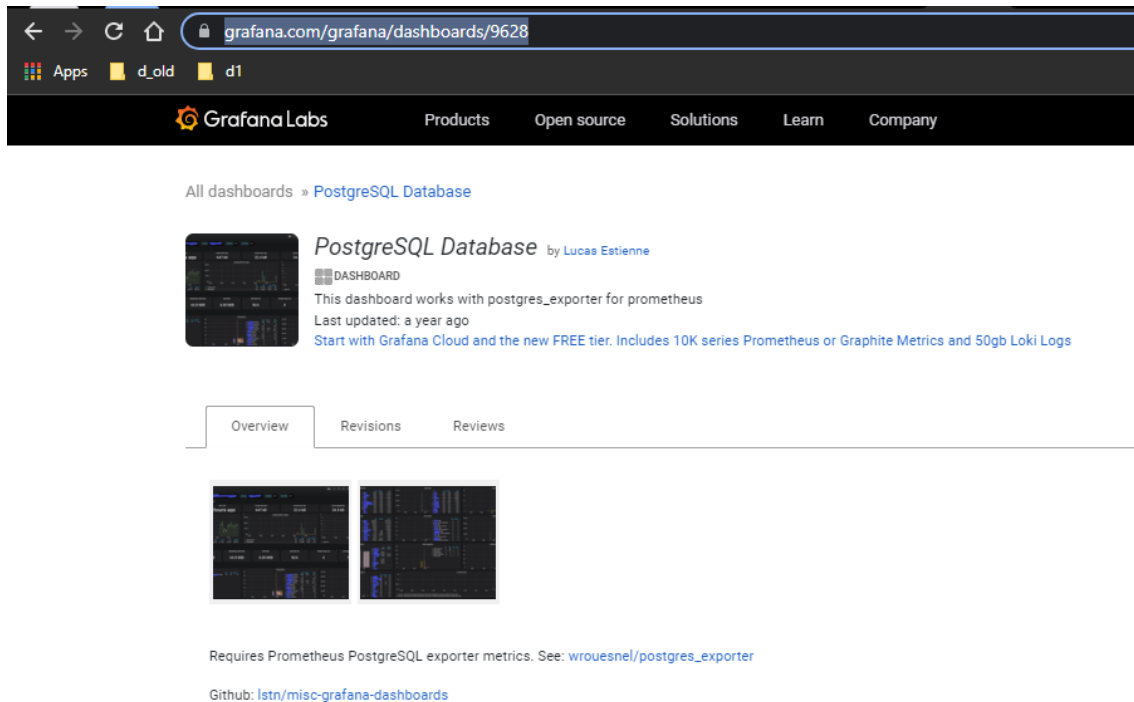 grafana.com/grafana/dashboards/9628
Apps d_old d1
Grafana Labs Products Open source Solutions Learn Company
All dashboards » PostgreSQL Database
PostgreSQL Database by Lucas Estienne
DASHBOARD
This dashboard works with postgres_exporter for prometheus
Last updated: a year ago
Start with Grafana Cloud and the new FREE tier. Includes 10K series Prometheus or Graphite Metrics and 50gb Loki Logs
Overview Revisions Reviews
Requires Prometheus PostgreSQL exporter metrics. See: wrouesnel/postgres_exporter
Github: lstn/misc-grafana-dashboards